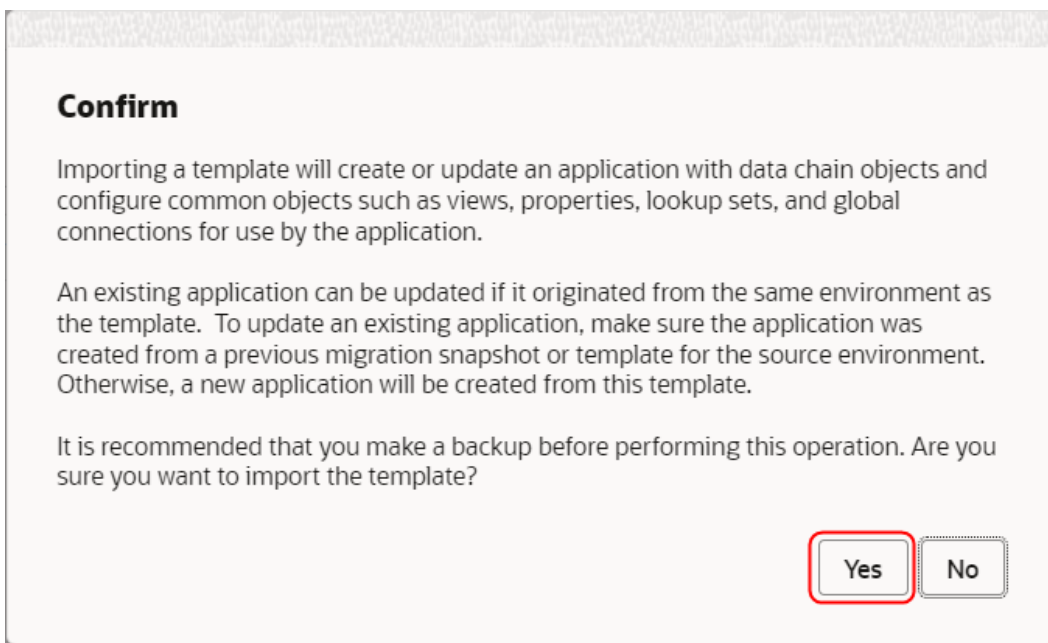 Confirm
Importing a template will create or update an application with data chain objects and
configure common objects such as views, properties, lookup sets, and global
connections for use by the application.
An existing application can be updated if it originated from the same environment as
the template.  To update an existing application, make sure the application was
created from a previous migration snapshot or template for the source environment.
Otherwise, a new application will be created from this template.
It is recommended that you make a backup before performing this operation. Are you
sure you want to import the template?
Yes No